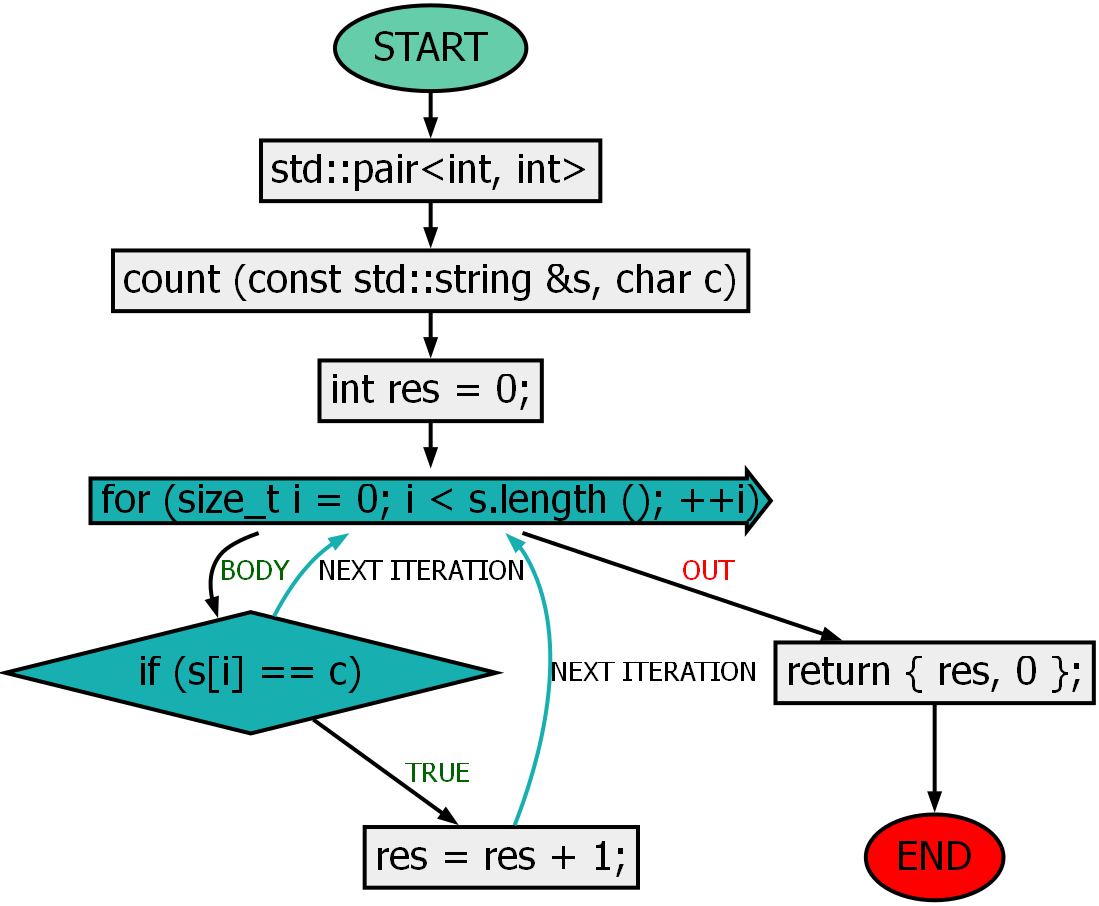 START
std::pair<int, int>
count (const std::string &s, char c)
int res = 0;
for (size_t i = 0; i < s.length (); ++i)
BODY
NEXT ITERATION
OUT
if (s[i] == c)
NEXT ITERATION
return { res, 0 };
TRUE
res = res + 1;
END